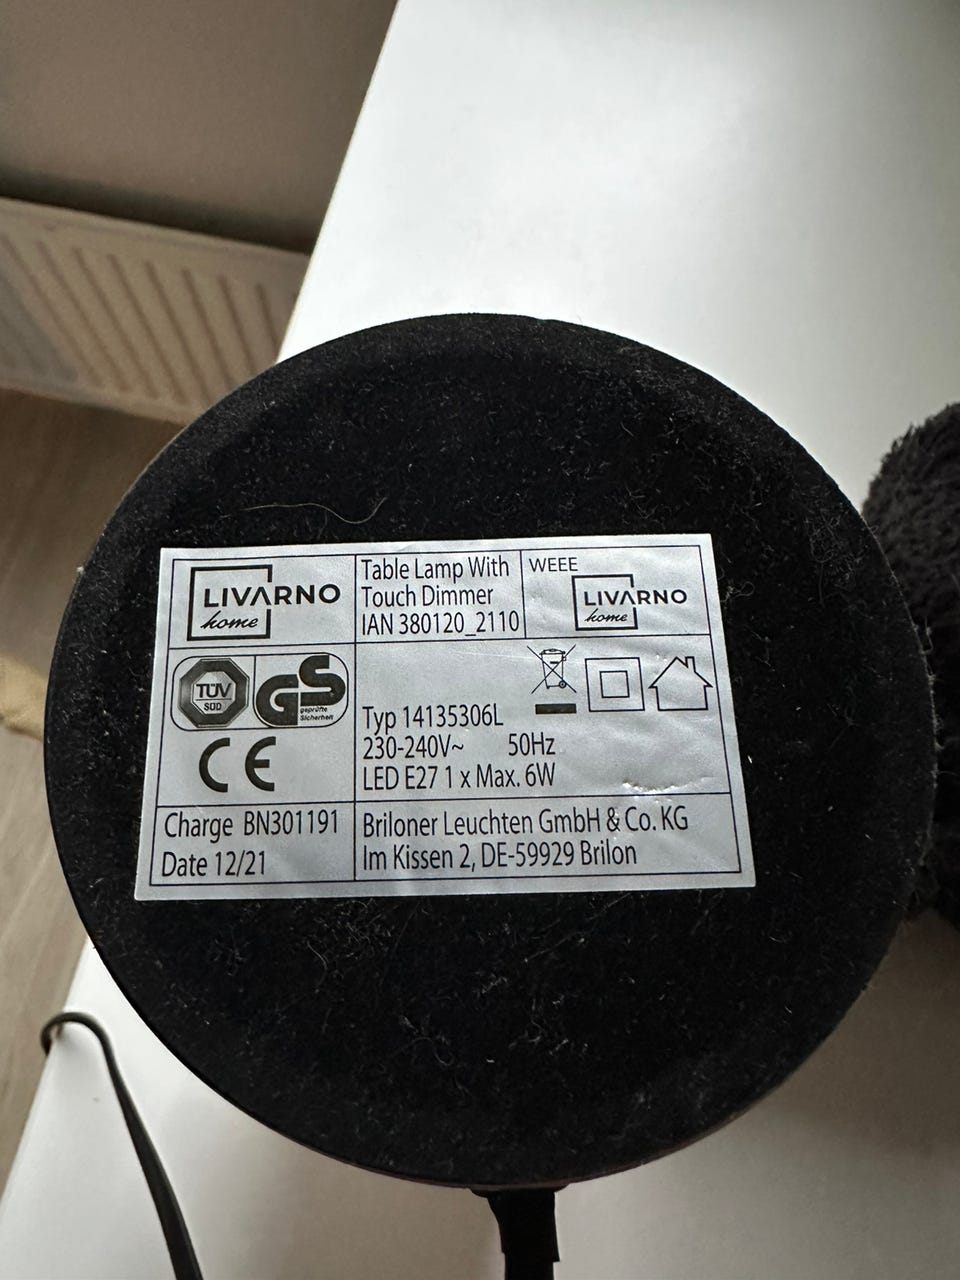 LIVARNO
home
Table Lamp With
Touch Dimmer
IAN 380120_2110
WEEE
LIVARNO
home
TÜV
SÜD
GS
geprüfte
Sicherheit
CE
Typ 14135306L
230-240V~ 50Hz
LED E27 1 x Max. 6W
Charge BN301191
Date 12/21
Briloner Leuchten GmbH & Co. KG
Im Kissen 2, DE-59929 Brilon